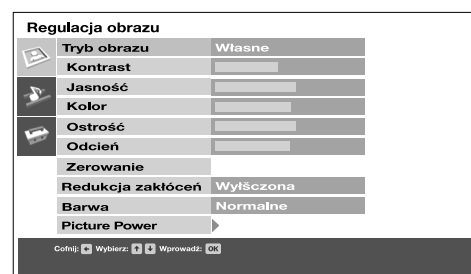 Regulacja obrazu
Tryb obrazu Własne
Kontrast
Jasność
Kolor
Ostrość
Odcień
Zerowanie
Redukcja zakłóceń Wyłšczona
Barwa Normalne
Picture Power
Cofnij: Wybierz: Wprowadź: OK